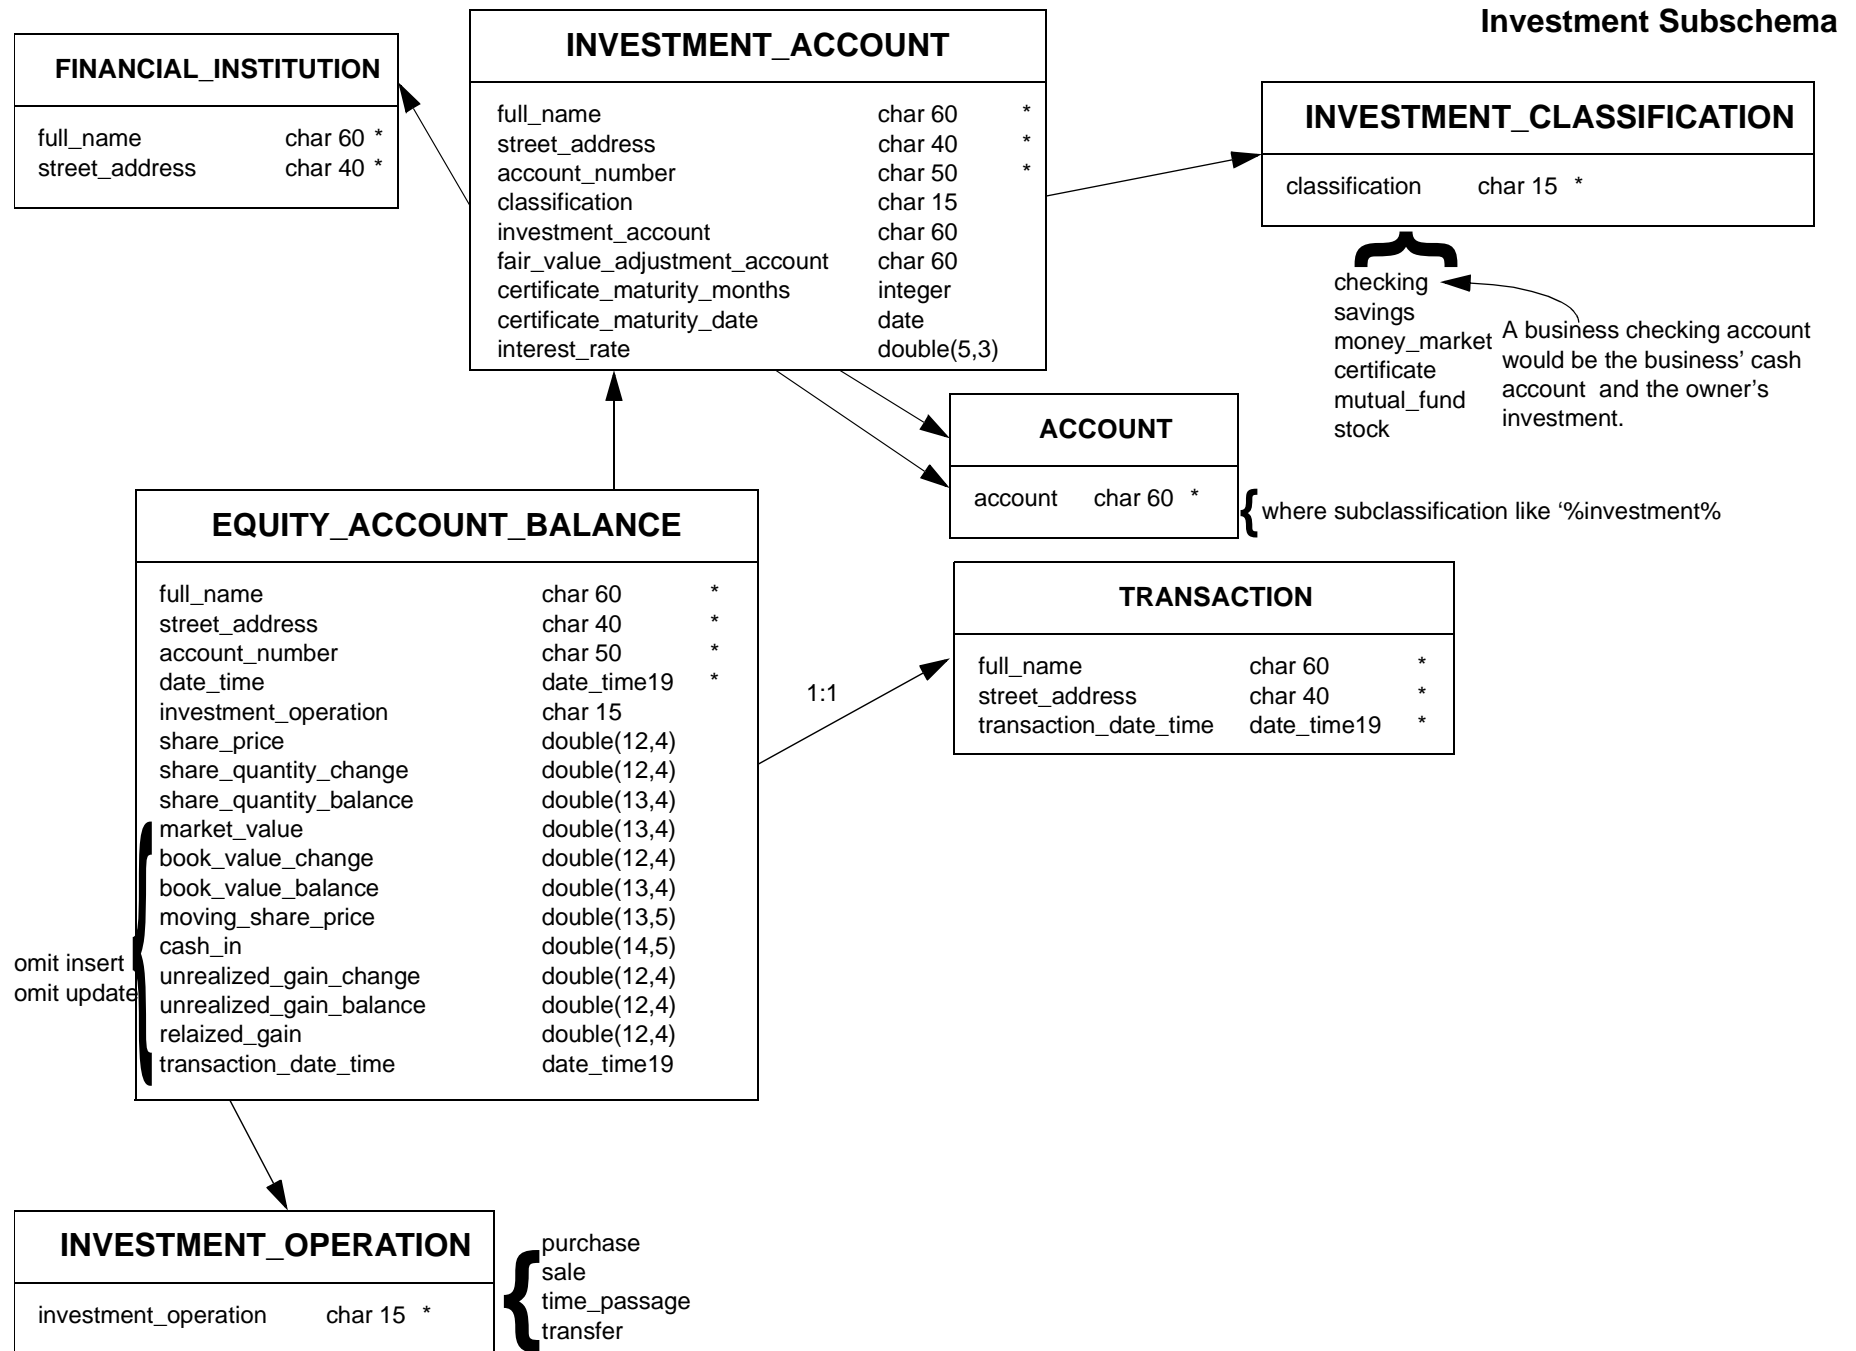 Investment Subschema
FINANCIAL_INSTITUTION
full_name char 60 *
street_address char 40 *
INVESTMENT_ACCOUNT
full_name char 60 *
street_address char 40 *
account_number char 50 *
classification char 15
investment_account char 60
fair_value_adjustment_account char 60
certificate_maturity_months integer
certificate_maturity_date date
interest_rate double(5,3)
INVESTMENT_CLASSIFICATION
classification char 15 *
checking
savings
money_market
certificate
mutual_fund
stock
A business checking account
would be the business’ cash
account and the owner’s
investment.
ACCOUNT
account char 60 *
where subclassification like ‘%investment%
EQUITY_ACCOUNT_BALANCE
full_name char 60 *
street_address char 40 *
account_number char 50 *
date_time date_time19 *
investment_operation char 15
share_price double(12,4)
share_quantity_change double(12,4)
share_quantity_balance double(13,4)
market_value double(13,4)
book_value_change double(12,4)
book_value_balance double(13,4)
moving_share_price double(13,5)
cash_in double(14,5)
unrealized_gain_change double(12,4)
unrealized_gain_balance double(12,4)
relaized_gain double(12,4)
transaction_date_time date_time19
omit insert
omit update
1:1
TRANSACTION
full_name char 60 *
street_address char 40 *
transaction_date_time date_time19 *
INVESTMENT_OPERATION
investment_operation char 15 *
purchase
sale
time_passage
transfer